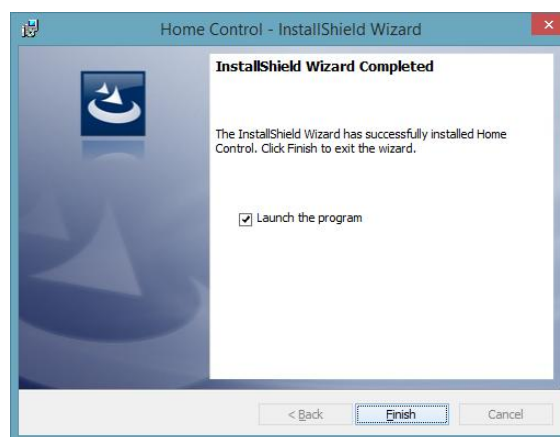 Home Control - InstallShield Wizard
InstallShield Wizard Completed
The InstallShield Wizard has successfully installed Home
Control. Click Finish to exit the wizard.
Launch the program
< Back
Finish
Cancel